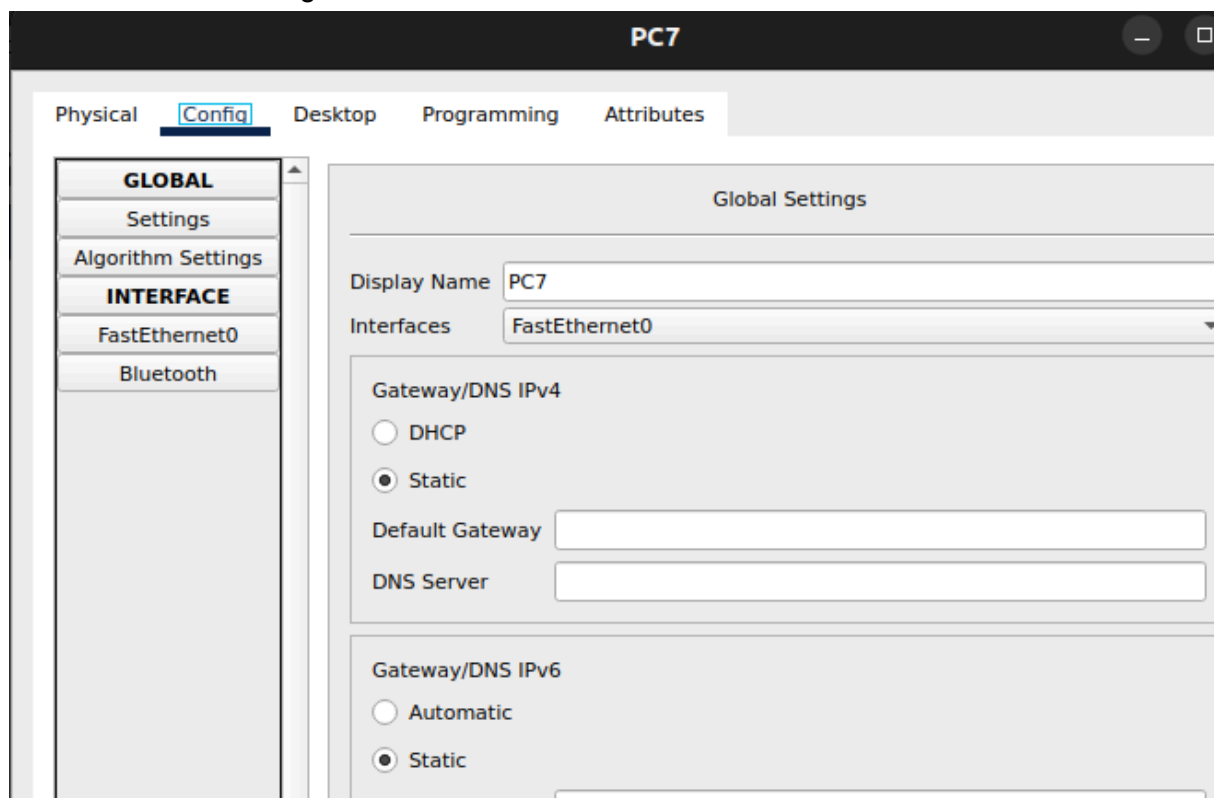 PC7
Physical Config Desktop Programming Attributes
GLOBAL
Settings
Algorithm Settings
INTERFACE
FastEthernet0
Bluetooth
Global Settings
Display Name PC7
Interfaces FastEthernet0
Gateway/DNS IPv4
DHCP
Static
Default Gateway
DNS Server
Gateway/DNS IPv6
Automatic
Static